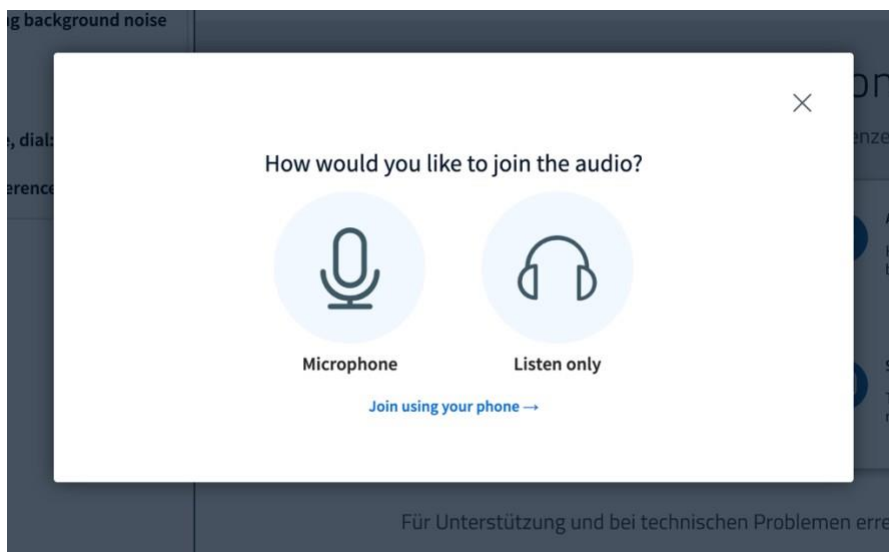 ng background noise
e, dial:
erence
How would you like to join the audio?
Microphone
Listen only
Join using your phone →
Für Unterstützung und bei technischen Problemen erre